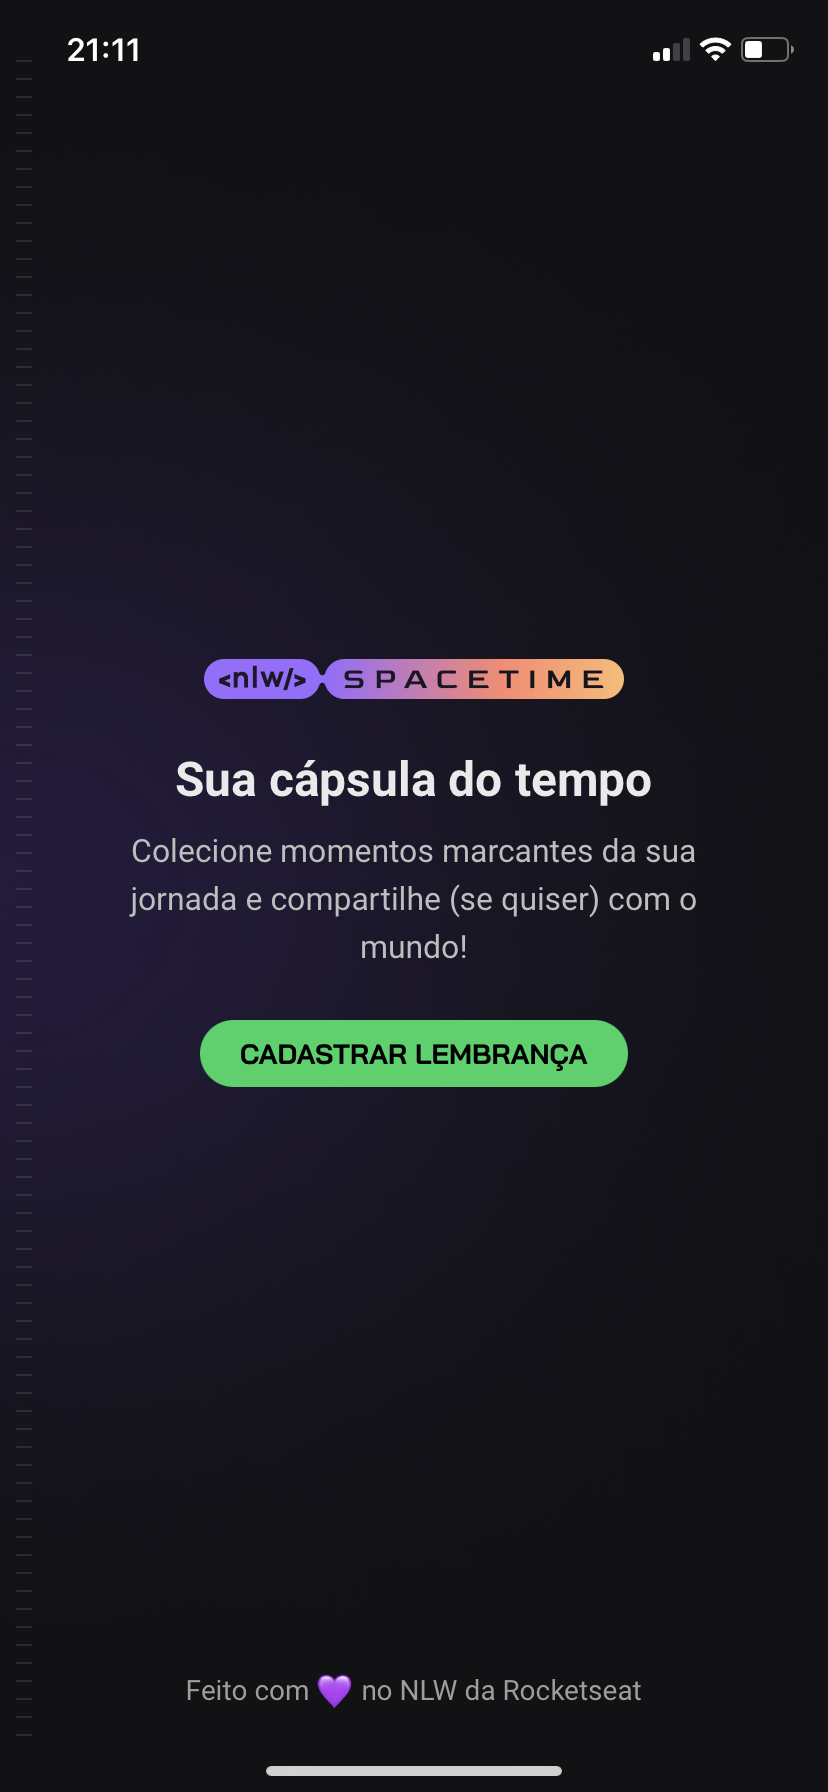 21:11
<nlw/> SPACETIME
Sua cápsula do tempo
Colecione momentos marcantes da sua
jornada e compartilhe (se quiser) com o
mundo!
CADASTRAR LEMBRANÇA
Feito com 💜 no NLW da Rocketseat